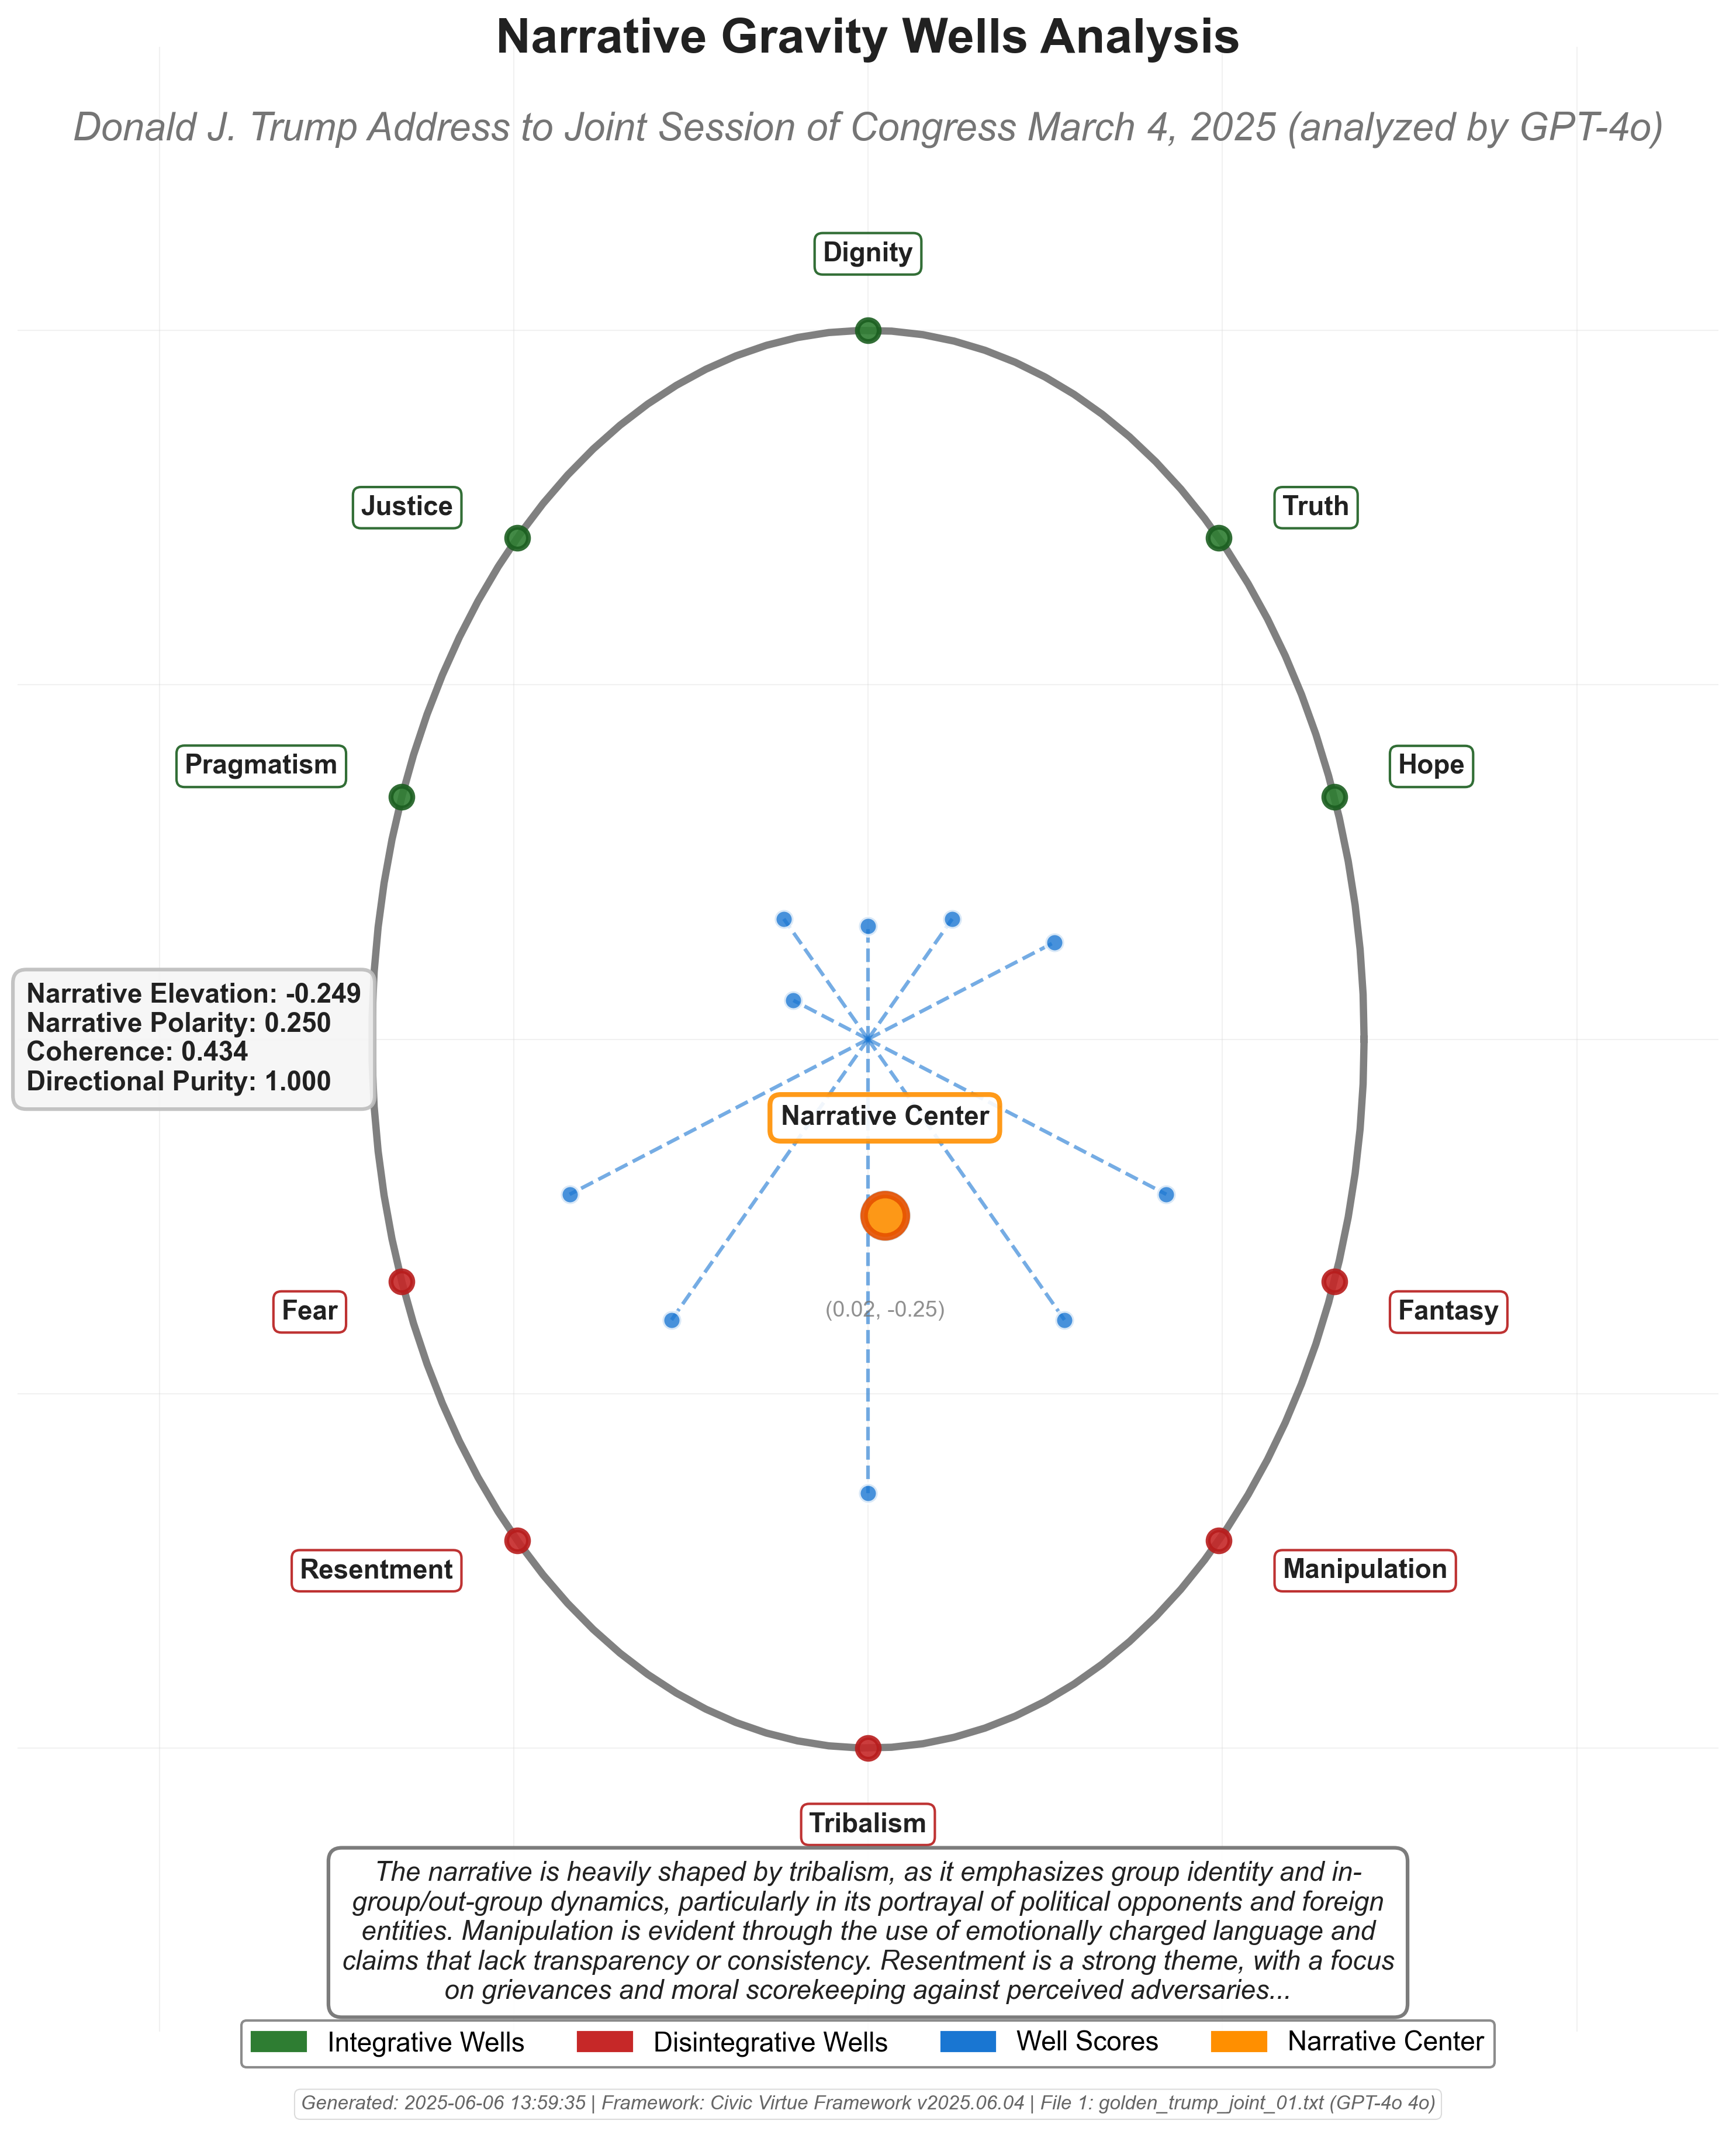 Narrative Gravity Wells Analysis
Donald J. Trump Address to Joint Session of Congress March 4, 2025 (analyzed by GPT-4o)
Dignity
Justice
Truth
Pragmatism
Hope
Narrative Elevation: -0.249
Narrative Polarity: 0.250
Coherence: 0.434
Directional Purity: 1.000
Narrative Center
(0.02, -0.25)
Fear
Fantasy
Resentment
Manipulation
Tribalism
The narrative is heavily shaped by tribalism, as it emphasizes group identity and in-
group/out-group dynamics, particularly in its portrayal of political opponents and foreign
entities. Manipulation is evident through the use of emotionally charged language and
claims that lack transparency or consistency. Resentment is a strong theme, with a focus
on grievances and moral scorekeeping against perceived adversaries...
Integrative Wells
Disintegrative Wells
Well Scores
Narrative Center
Generated: 2025-06-06 13:59:35 | Framework: Civic Virtue Framework v2025.06.04 | File 1: golden_trump_joint_01.txt (GPT-4o 4o)